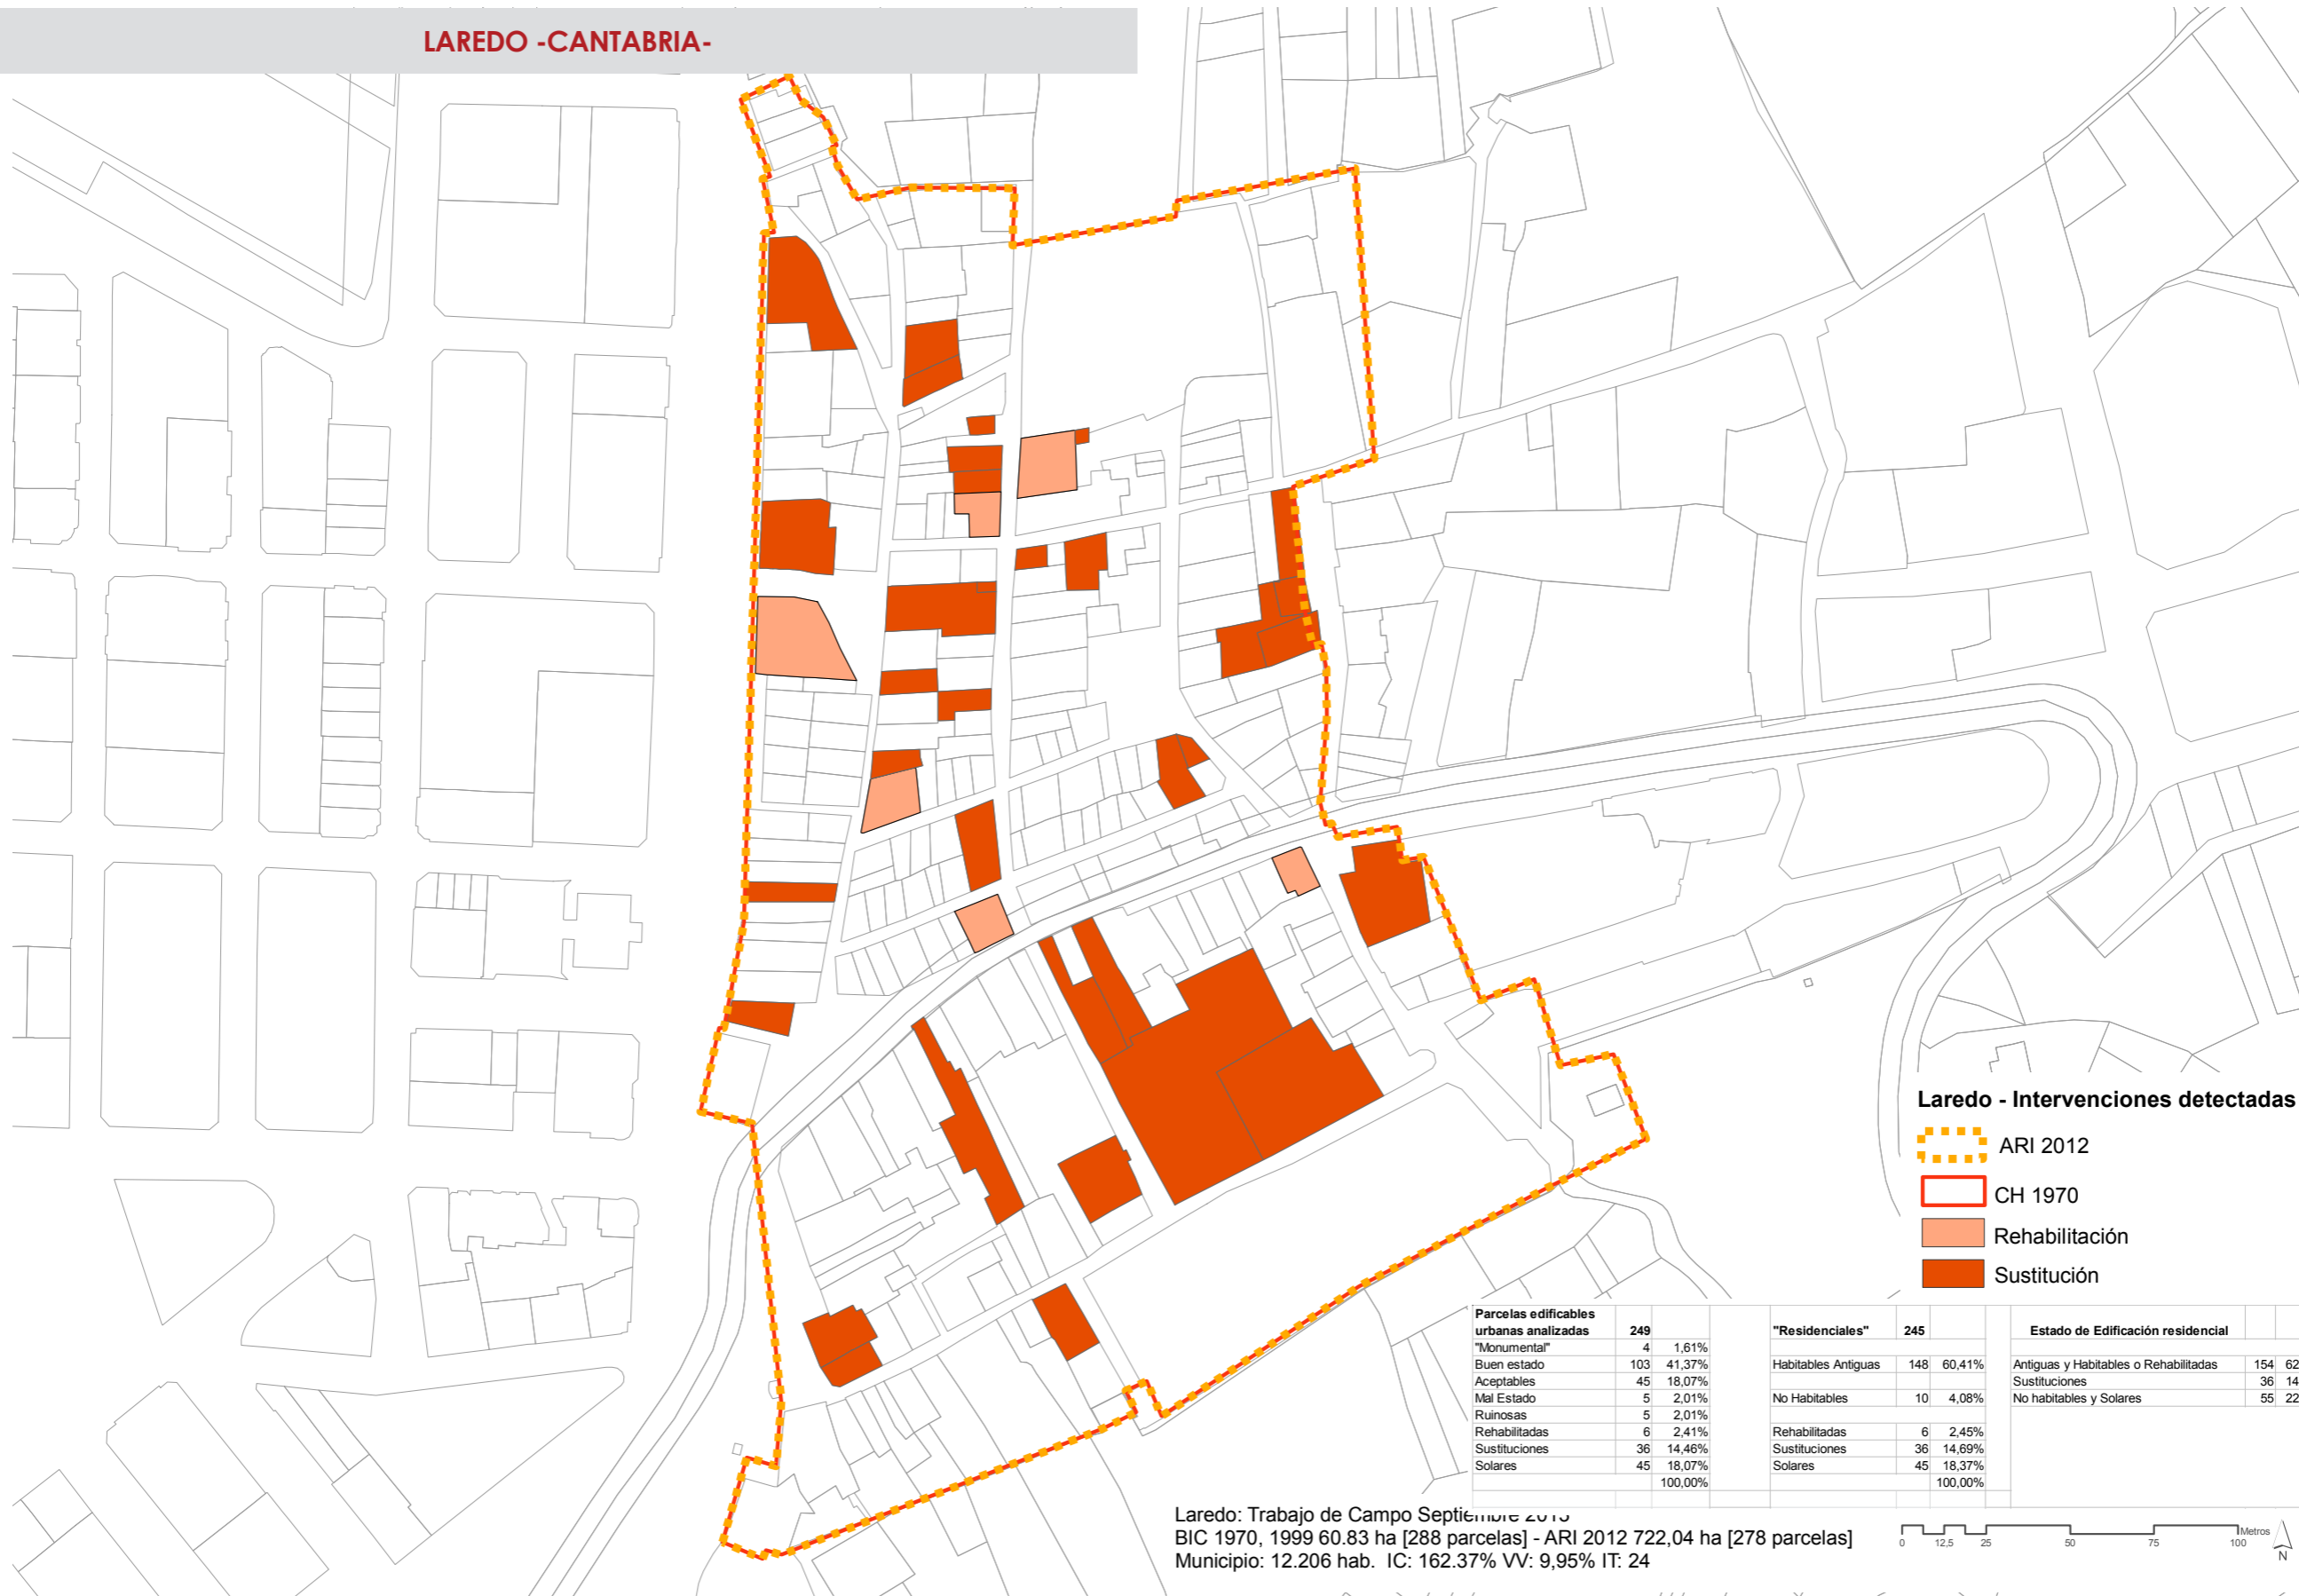 LAREDO -CANTABRIA-
Laredo - Intervenciones detectadas
ARI 2012
CH 1970
Rehabilitación
Sustitución
Parcelas edificables
urbanas analizadas 249 "Residenciales" 245 Estado de Edificación residencial
"Monumental" 4 1,61%
Buen estado 103 41,37% Habitables Antiguas 148 60,41% Antiguas y Habitables o Rehabilitadas 154 62
Aceptables 45 18,07% Sustituciones 36 14
Mal Estado 5 2,01% No Habitables 10 4,08% No habitables y Solares 55 22
Ruinosas 5 2,01%
Rehabilitadas 6 2,41% Rehabilitadas 6 2,45%
Sustituciones 36 14,46% Sustituciones 36 14,69%
Solares 45 18,07% Solares 45 18,37%
100,00% 100,00%
Laredo: Trabajo de Campo Septiembre
BIC 1970, 1999 60.83 ha [288 parcelas] - ARI 2012 722,04 ha [278 parcelas]
Municipio: 12.206 hab. IC: 162.37% VV: 9,95% IT: 24
Metros
0 12,5 25 50 75 100
N